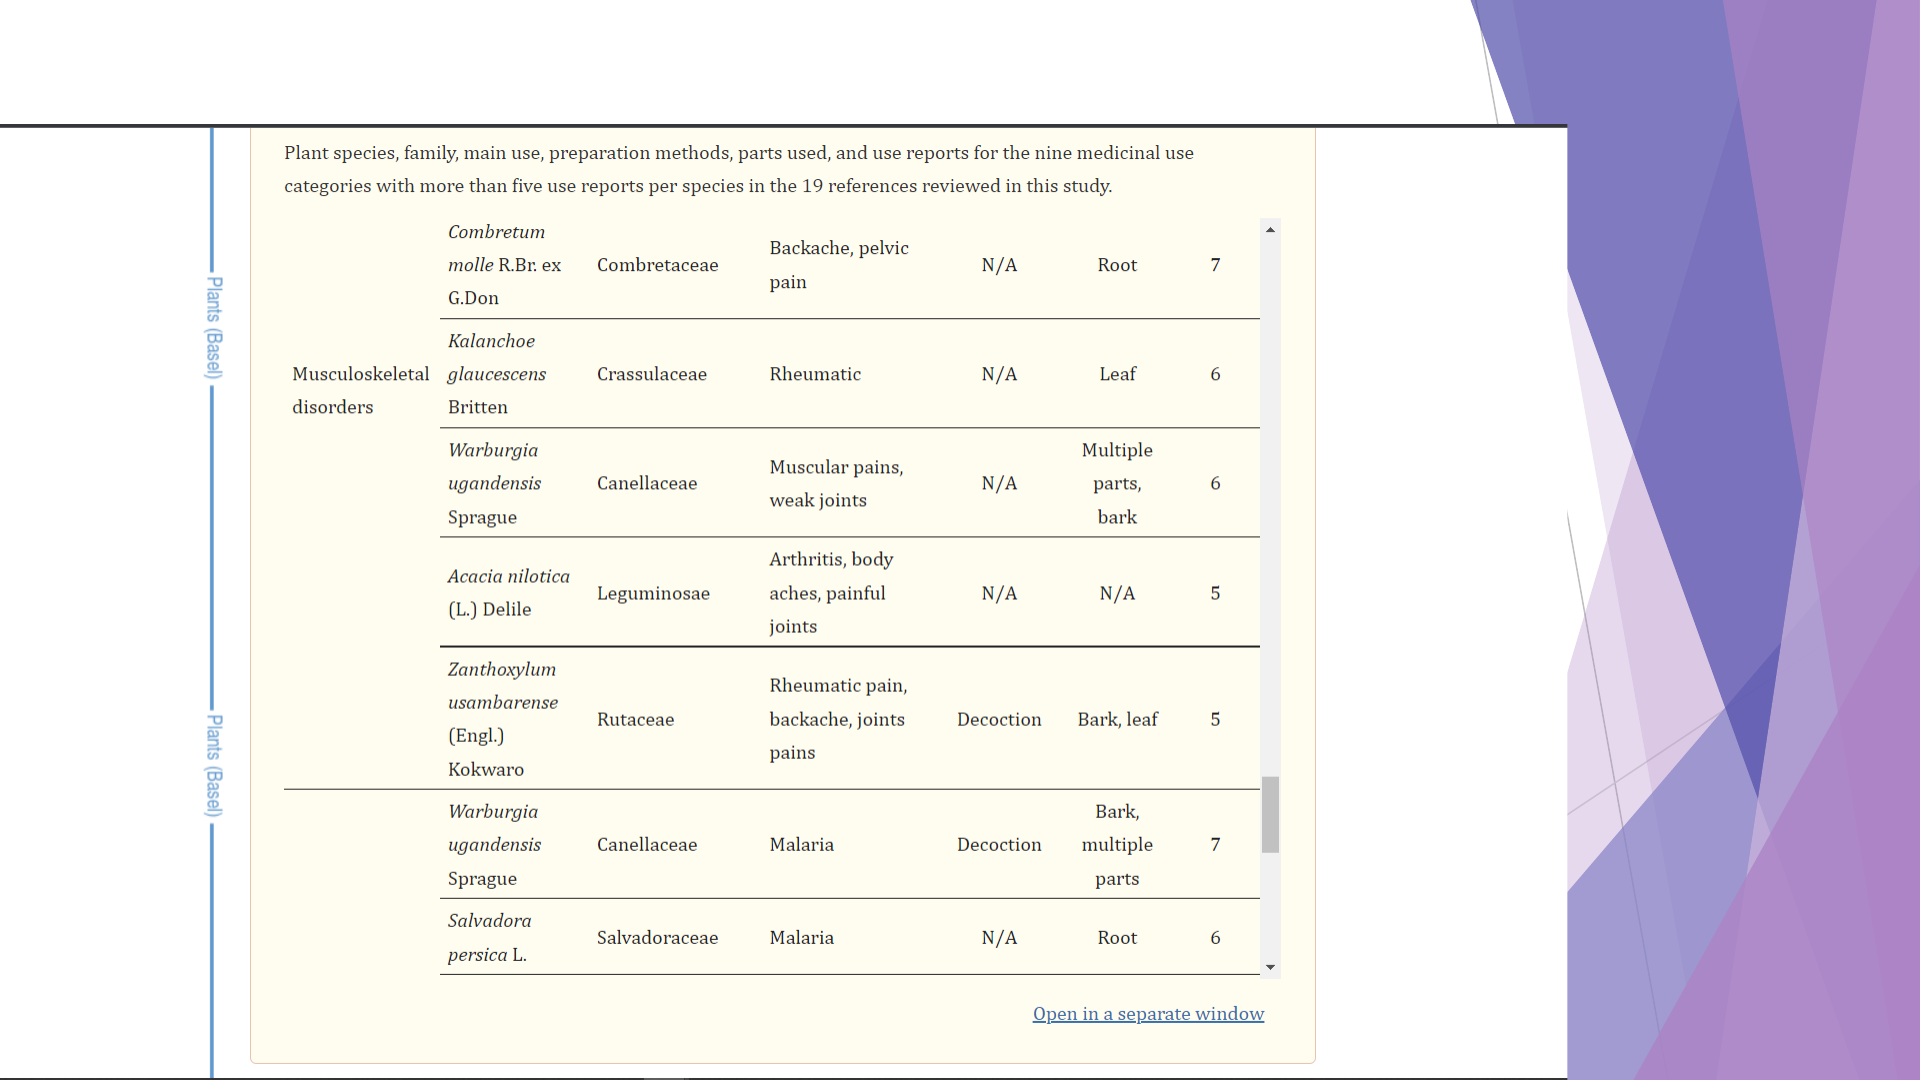 Plants (Basel)
Plants (Basel)
Plant species, family, main use, preparation methods, parts used, and use reports for the nine medicinal use
categories with more than five use reports per species in the 19 references reviewed in this study.
Musculoskeletal
disorders
Combretum
molle R.Br. ex
G.Don
Combretaceae
Backache, pelvic
pain
N/A
Root
7
Kalanchoe
glaucescens
Britten
Crassulaceae
Rheumatic
N/A
Leaf
6
Warburgia
ugandensis
Sprague
Canellaceae
Muscular pains,
weak joints
N/A
Multiple
parts,
bark
6
Acacia nilotica
(L.) Delile
Leguminosae
Arthritis, body
aches, painful
joints
N/A
N/A
5
Zanthoxylum
usambarense
(Engl.)
Kokwaro
Rutaceae
Rheumatic pain,
backache, joints
pains
Decoction
Bark, leaf
5
Warburgia
ugandensis
Sprague
Canellaceae
Malaria
Decoction
Bark,
multiple
parts
7
Salvadora
persica L.
Salvadoraceae
Malaria
N/A
Root
6
Open in a separate window